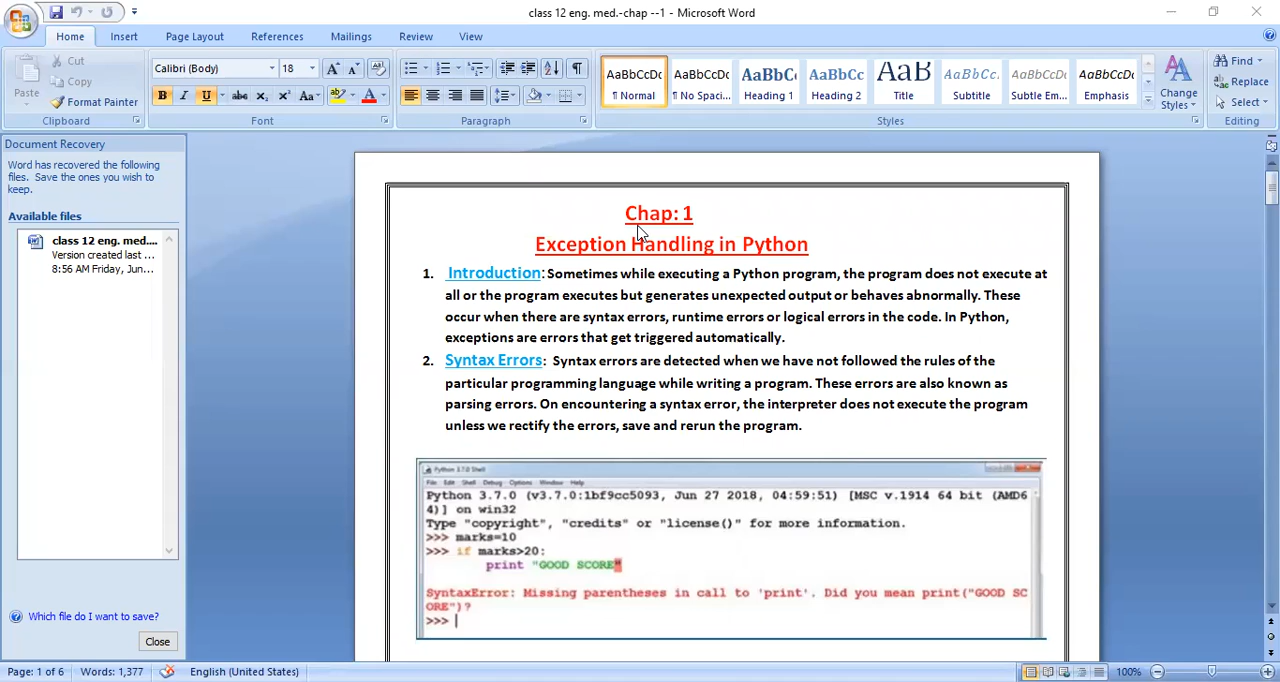 class 12 eng. med.-chap --1 - Microsoft Word
Home Insert Page Layout References Mailings Review View
Cut
Copy
Format Painter
Paste
Clipboard
Calibri (Body) 18
Font
Paragraph
AaBbCcDc AaBbCcDc AaBbC AaBbCc AaB AaBbCc. AaBbCcDc AaBbCcDc
¶ Normal ¶ No Spaci... Heading 1 Heading 2 Title Subtitle Subtle Em... Emphasis
Change
Styles
Styles
Find
Replace
Select
Editing
Document Recovery
Word has recovered the following
files. Save the ones you wish to
keep.
Available files
class 12 eng. med....
Version created last ...
8:56 AM Friday, Jun...
Which file do I want to save?
Close
Chap: 1
Exception Handling in Python
1. Introduction: Sometimes while executing a Python program, the program does not execute at
all or the program executes but generates unexpected output or behaves abnormally. These
occur when there are syntax errors, runtime errors or logical errors in the code. In Python,
exceptions are errors that get triggered automatically.
2. Syntax Errors: Syntax errors are detected when we have not followed the rules of the
particular programming language while writing a program. These errors are also known as
parsing errors. On encountering a syntax error, the interpreter does not execute the program
unless we rectify the errors, save and rerun the program.
Python 3.7.0 Shell
File Edit Shell Debug Options Window Help
Python 3.7.0 (v3.7.0:1bf9cc5093, Jun 27 2018, 04:59:51) [MSC v.1914 64 bit (AMD6
4)] on win32
Type "copyright", "credits" or "license()" for more information.
>>> marks=10
>>> if marks>20:
print "GOOD SCORE"
SyntaxError: Missing parentheses in call to 'print'. Did you mean print("GOOD SC
ORE")?
>>>
Page: 1 of 6 Words: 1,377 English (United States) 100%